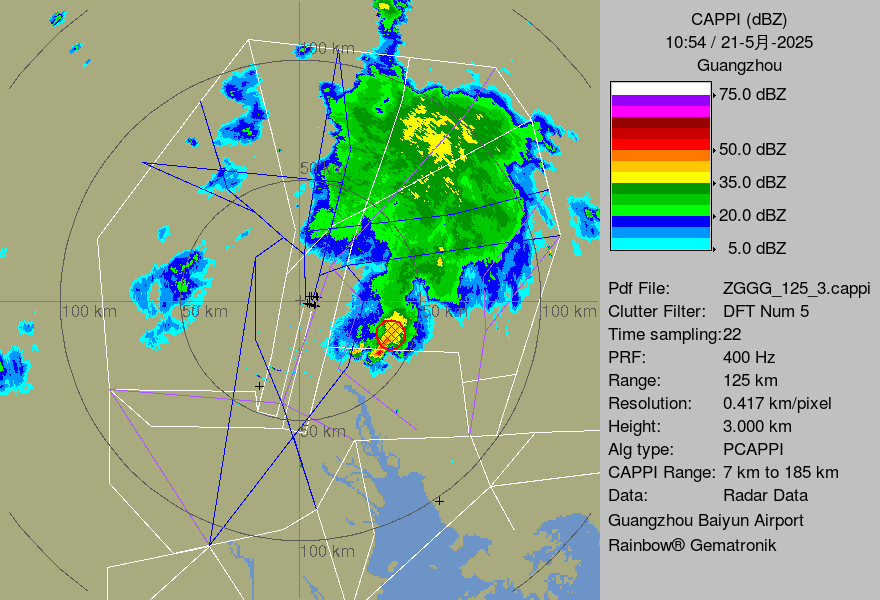 CAPPI (dBZ)
10:54 / 21-5月-2025
Guangzhou
75.0 dBZ
50.0 dBZ
35.0 dBZ
20.0 dBZ
5.0 dBZ
Pdf File: ZGGG_125_3.cappi
Clutter Filter: DFT Num 5
Time sampling:22
PRF: 400 Hz
Range: 125 km
Resolution: 0.417 km/pixel
Height: 3.000 km
Alg type: PCAPPI
CAPPI Range: 7 km to 185 km
Data: Radar Data
Guangzhou Baiyun Airport
Rainbow® Gematronik
100 km
50
100 km
50 km
50 km
100 km
50 km
100 km